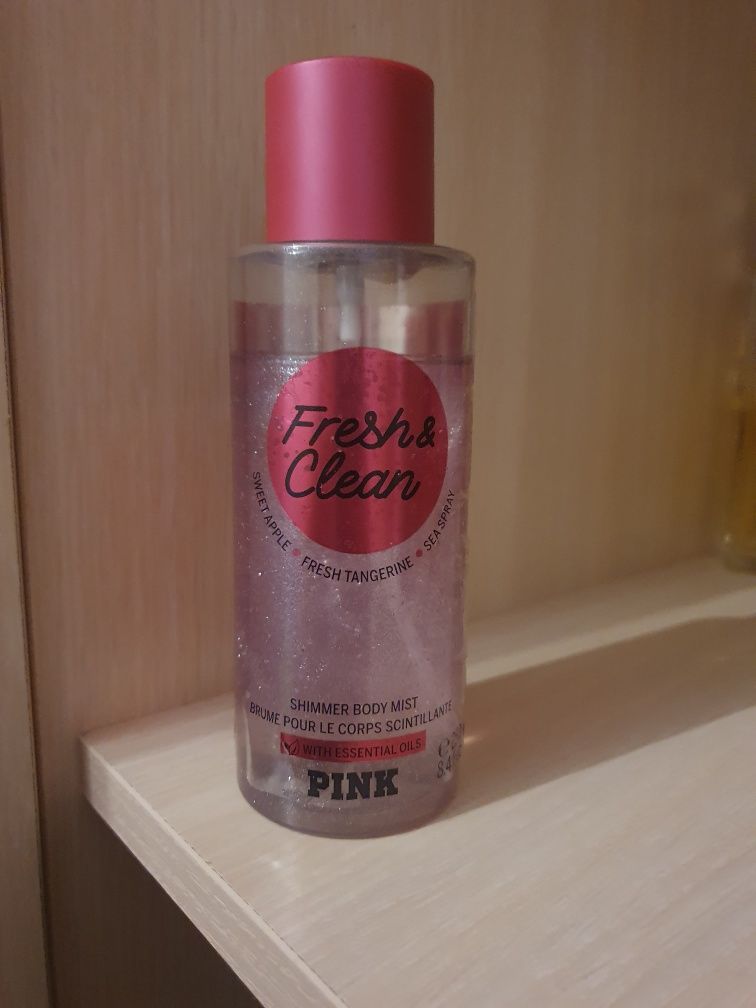 Fresh &
Clean
SWEET APPLE • FRESH TANGERINE • SEA SPRAY
SHIMMER BODY MIST
BRUME POUR LE CORPS SCINTILLANTE
WITH ESSENTIAL OILS
PINK